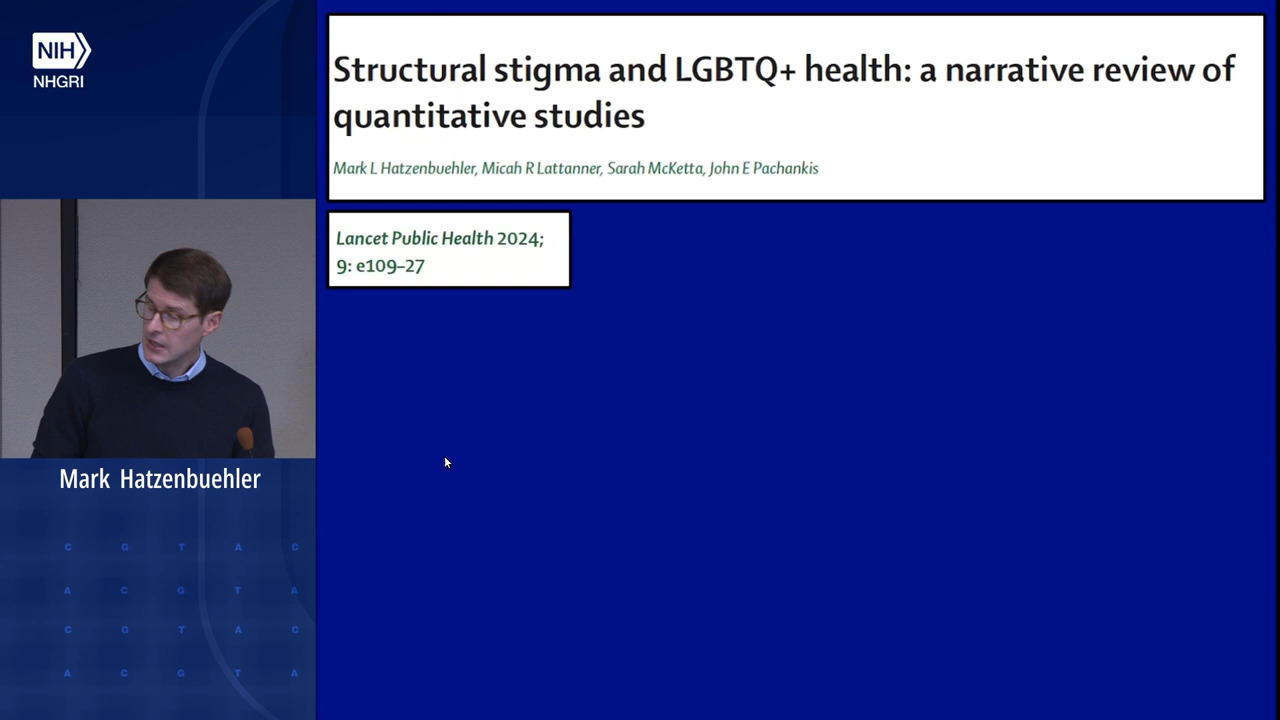 NIH
NHGRI
Structural stigma and LGBTQ+ health: a narrative review of
quantitative studies
Mark L Hatzenbuehler, Micah R Lattanner, Sarah McKetta, John E Pachankis
Lancet Public Health 2024;
9: e109–27
Mark Hatzenbuehler
C G T A C
A C G T A
C G T A C
A C G T A